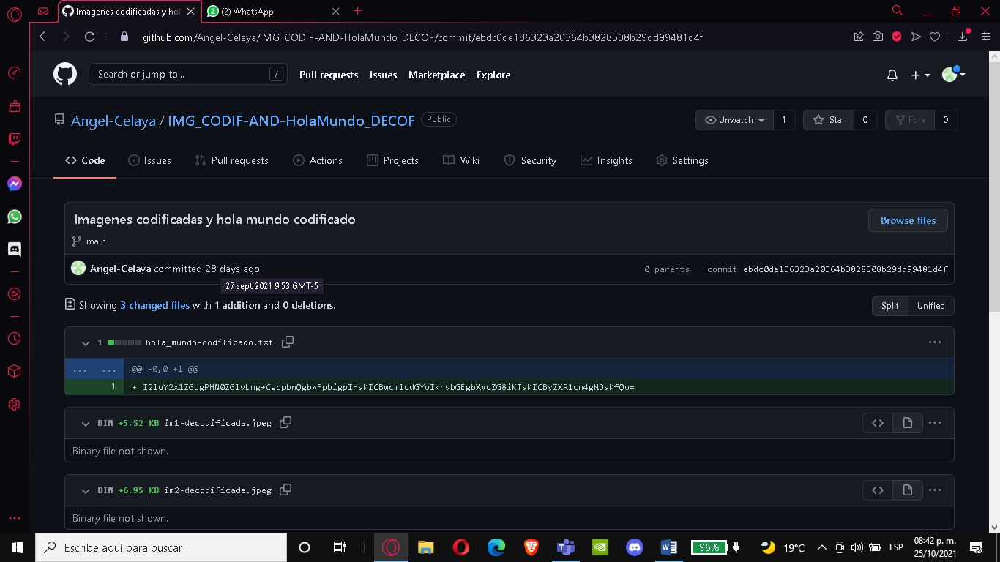 Imagenes codificadas y hol
(2) WhatsApp
github.com/Angel-Celaya/IMG_CODIF-AND-HolaMundo_DECOF/commit/ebdc0de136323a20364b3828508b29dd99481d4f
Search or jump to...
/
Pull requests
Issues
Marketplace
Explore
Angel-Celaya / IMG_CODIF-AND-HolaMundo_DECOF
Public
Unwatch
1
Star
0
Fork
0
Code
Issues
Pull requests
Actions
Projects
Wiki
Security
Insights
Settings
Imagenes codificadas y hola mundo codificado
Browse files
main
Angel-Celaya committed 28 days ago
0 parents
commit ebdc0de136323a20364b3828508b29dd99481d4f
27 sept 2021 9:53 GMT-5
Showing 3 changed files with 1 addition and 0 deletions.
Split
Unified
1
hola_mundo-codificado.txt
...
... ...
@@ -0,0 +1 @@
1
+ I2luY2x1ZGUgPHN0ZGlvLmg+CgppbnQgbWFpbigpIHsKICBwcmludGYoIkhvbGEgbXVuZG8iKTsKICByZXR1cm4gMDsKfQo=
BIN +5.52 KB im1-decodificada.jpeg
...
Binary file not shown.
BIN +6.95 KB im2-decodificada.jpeg
...
Binary file not shown.
Escribe aquí para buscar
96%
19°C
ESP
08:42 p. m.
25/10/2021